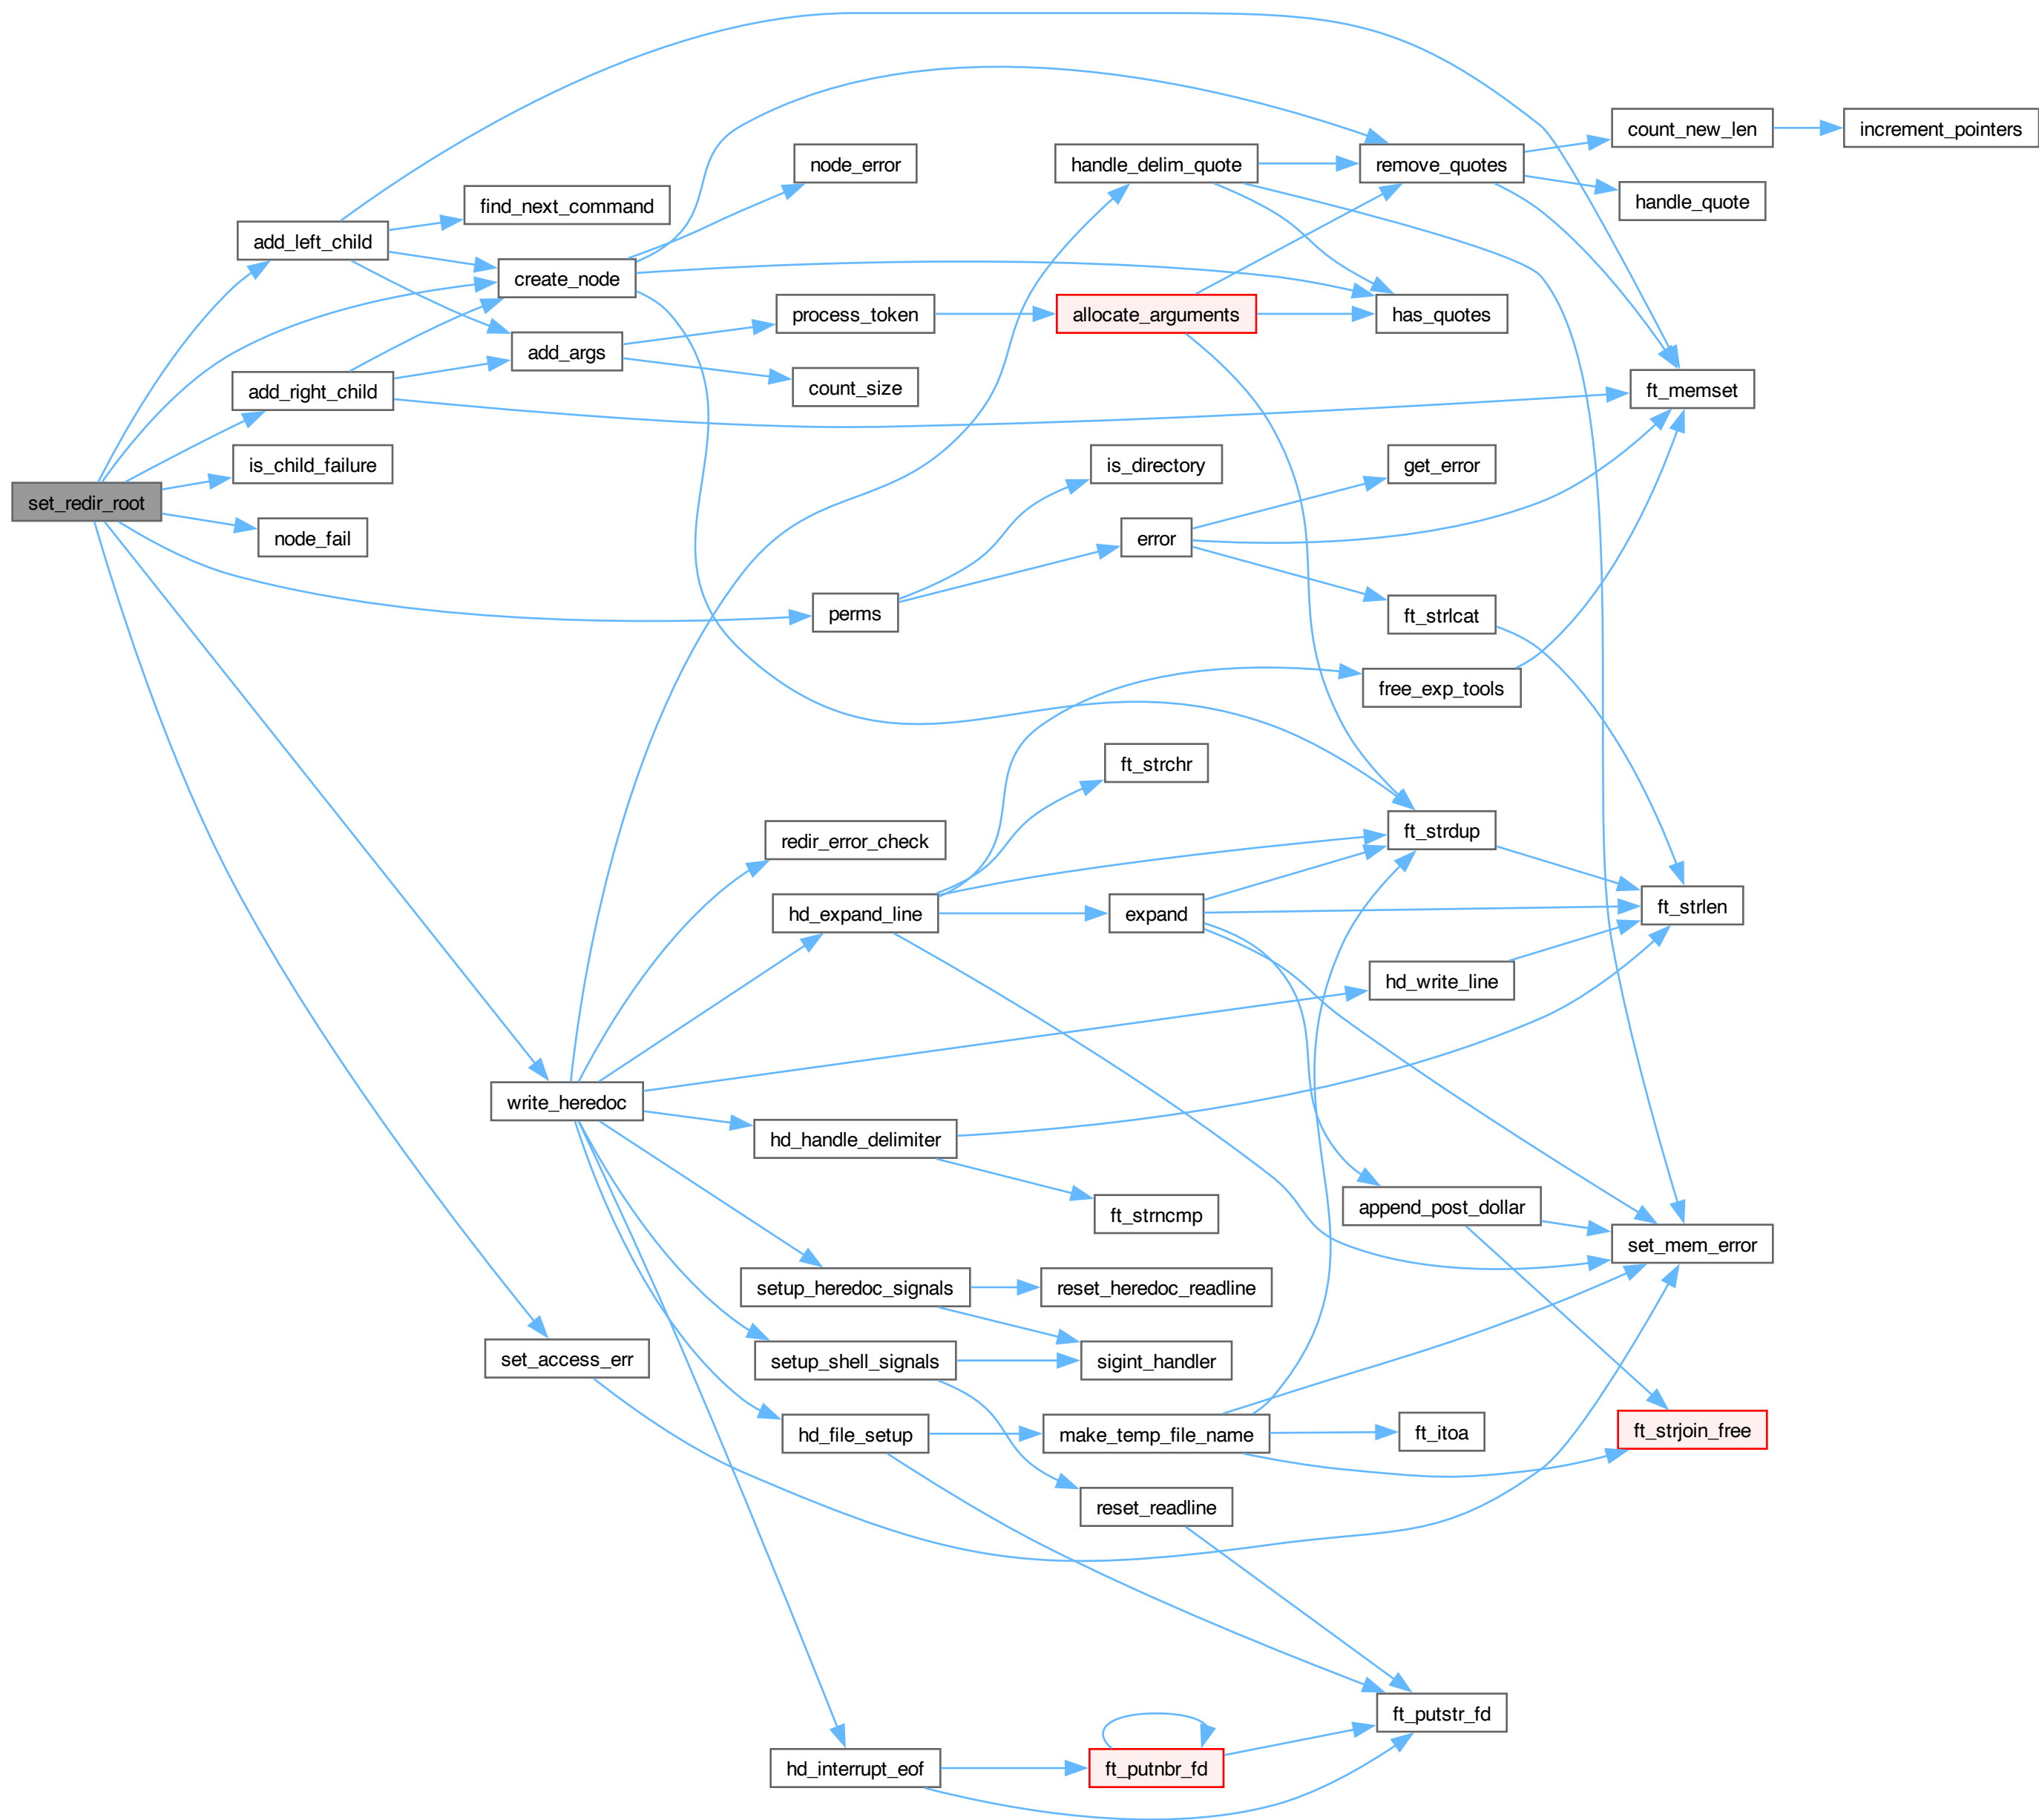 set_redir_root
add_left_child
add_right_child
is_child_failure
node_fail
find_next_command
create_node
add_args
write_heredoc
set_access_err
node_error
process_token
count_size
perms
redir_error_check
hd_expand_line
hd_handle_delimiter
setup_heredoc_signals
setup_shell_signals
hd_file_setup
hd_interrupt_eof
handle_delim_quote
allocate_arguments
is_directory
error
ft_strchr
expand
ft_strncmp
reset_heredoc_readline
sigint_handler
make_temp_file_name
reset_readline
ft_putnbr_fd
remove_quotes
has_quotes
get_error
ft_strlcat
free_exp_tools
ft_strdup
hd_write_line
append_post_dollar
ft_itoa
ft_putstr_fd
count_new_len
handle_quote
ft_memset
ft_strlen
set_mem_error
ft_strjoin_free
increment_pointers